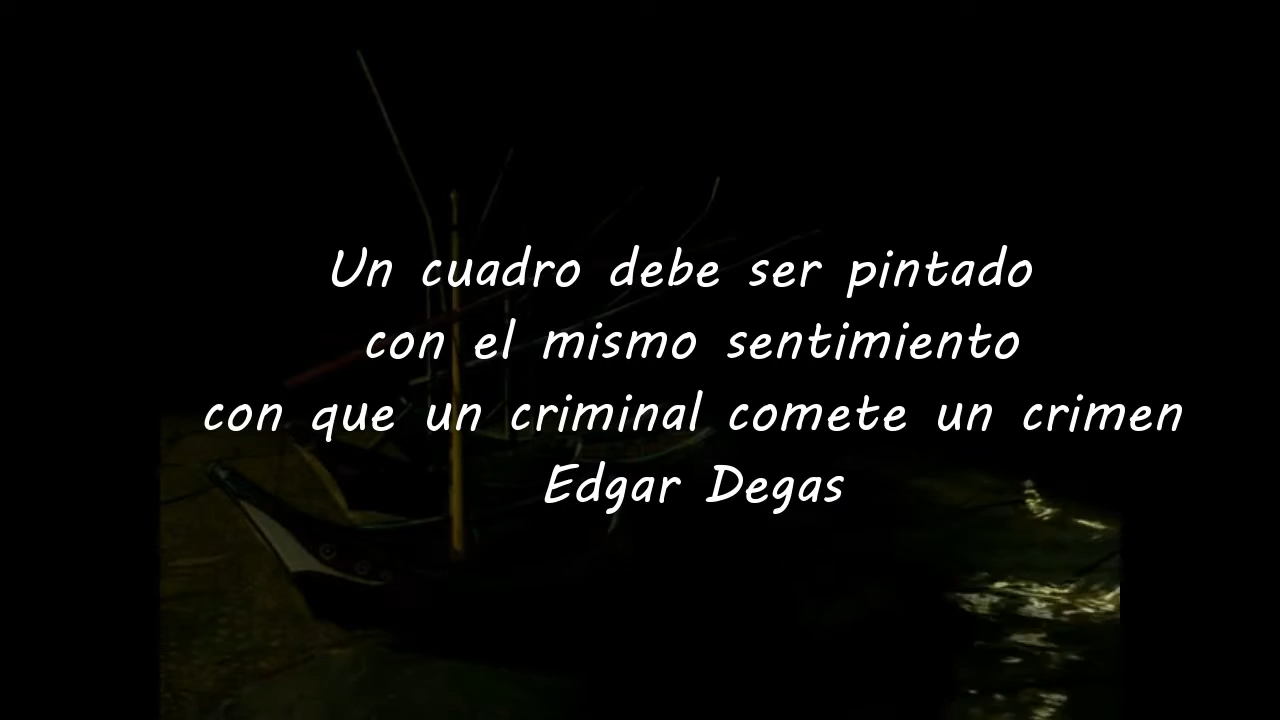 Un cuadro debe ser pintado
con el mismo sentimiento
con que un criminal comete un crimen
Edgar Degas